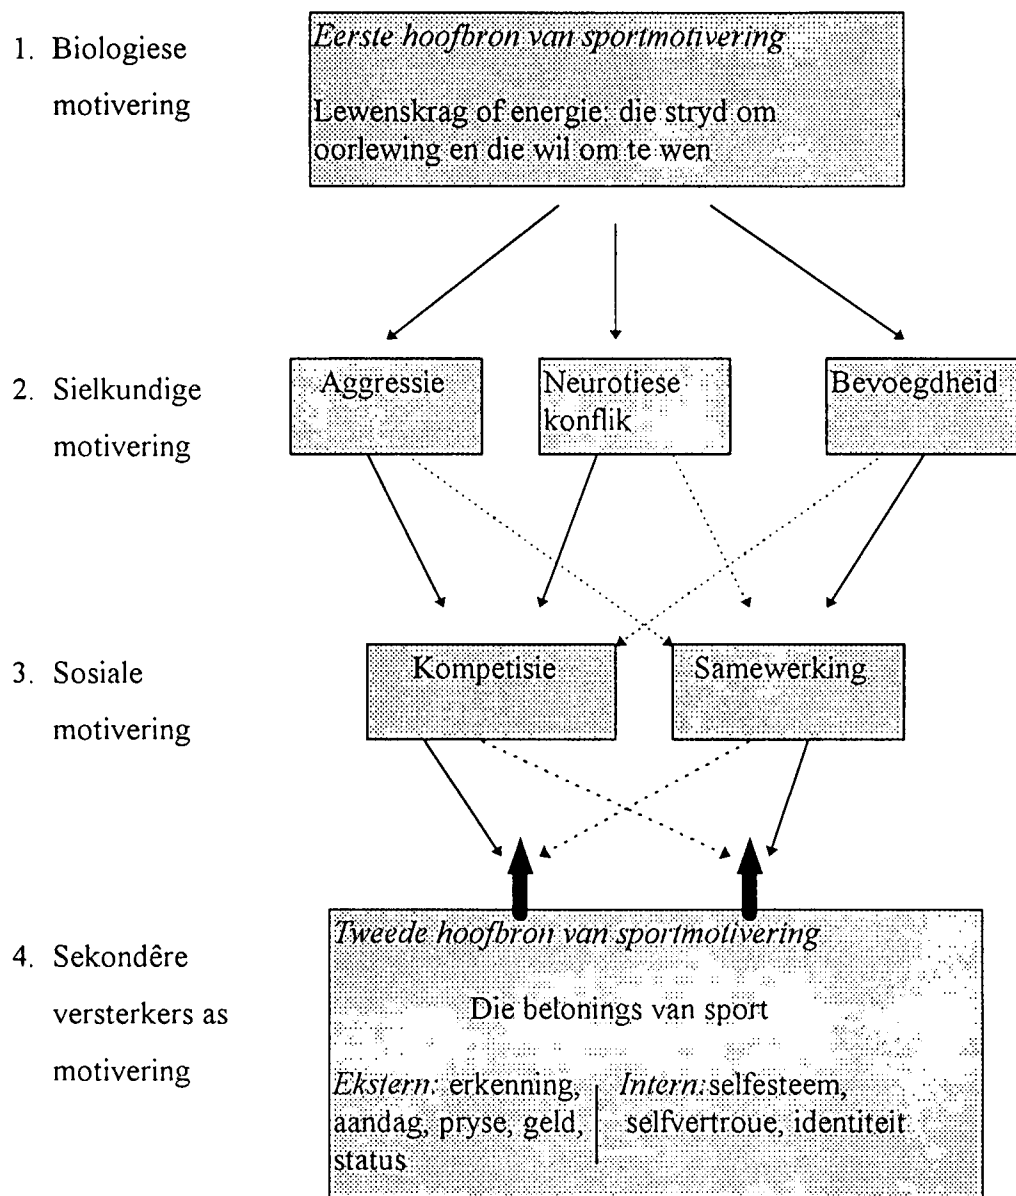 1. Biologiese
motivering
Eerste hoofbron van sportmotivering
Lewenskrag of energie: die stryd om
oorlewing en die wil om te wen
2. Sielkundige
motivering
Aggressie
Neurotiese
konflik
Bevoegdheid
3. Sosiale
motivering
Kompetisie
Samewerking
4. Sekondêre
versterkers as
motivering
Tweede hoofbron van sportmotivering
Die belonings van sport
Ekstern: erkenning,
aandag, pryse, geld,
status
Intern: selfesteem,
selfvertroue, identiteit